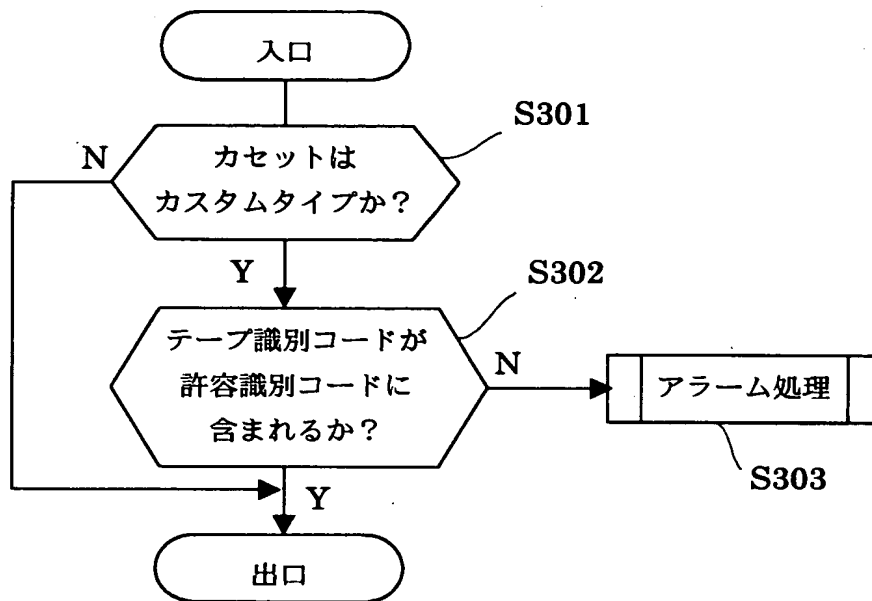 入口
S301
N
カセットは
カスタムタイプか？
Y
S302
テープ識別コードが
許容識別コードに
含まれるか？
N
アラーム処理
S303
Y
出口